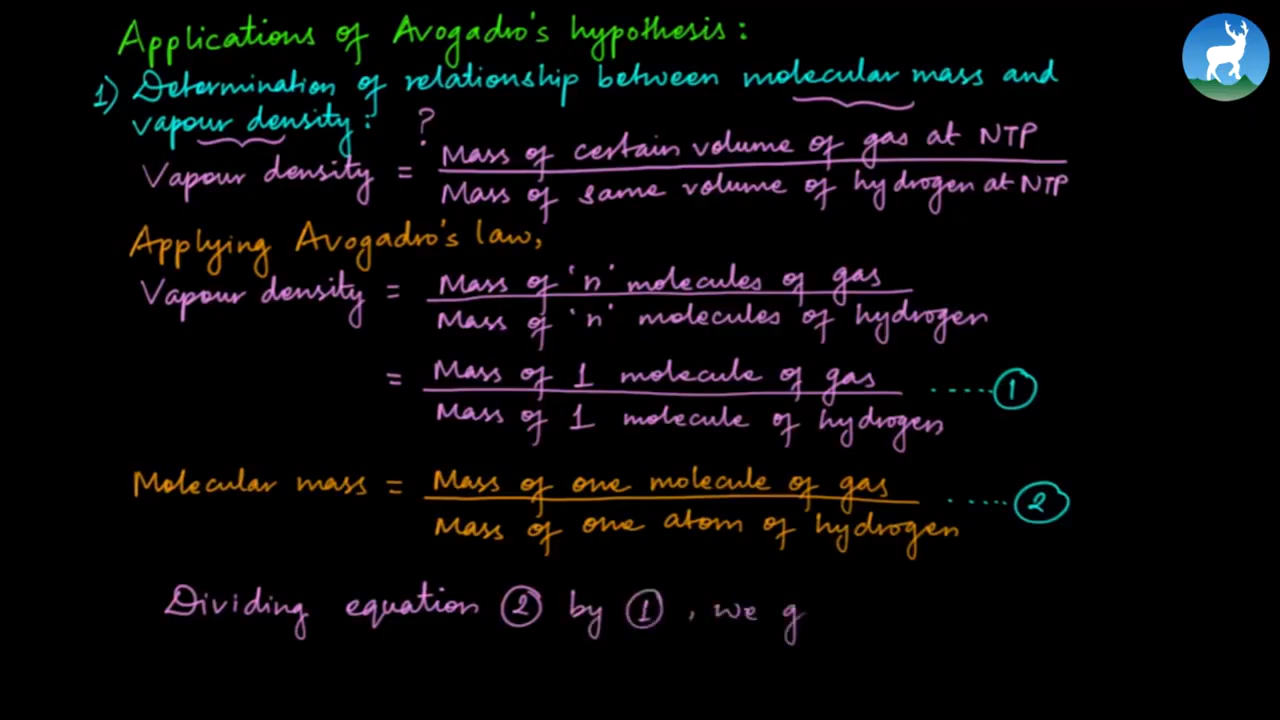 Applications of Avogadro's hypothesis :
1) Determination of relationship between molecular mass and
vapour density :
?
Vapour density = Mass of certain volume of gas at NTP
Mass of same volume of hydrogen at NTP
Applying Avogadro's law,
Vapour density = Mass of 'n' molecules of gas
Mass of 'n' molecules of hydrogen
= Mass of 1 molecule of gas ..... 1
Mass of 1 molecule of hydrogen
Molecular mass = Mass of one molecule of gas ..... 2
Mass of one atom of hydrogen
Dividing equation 2 by 1 , we g